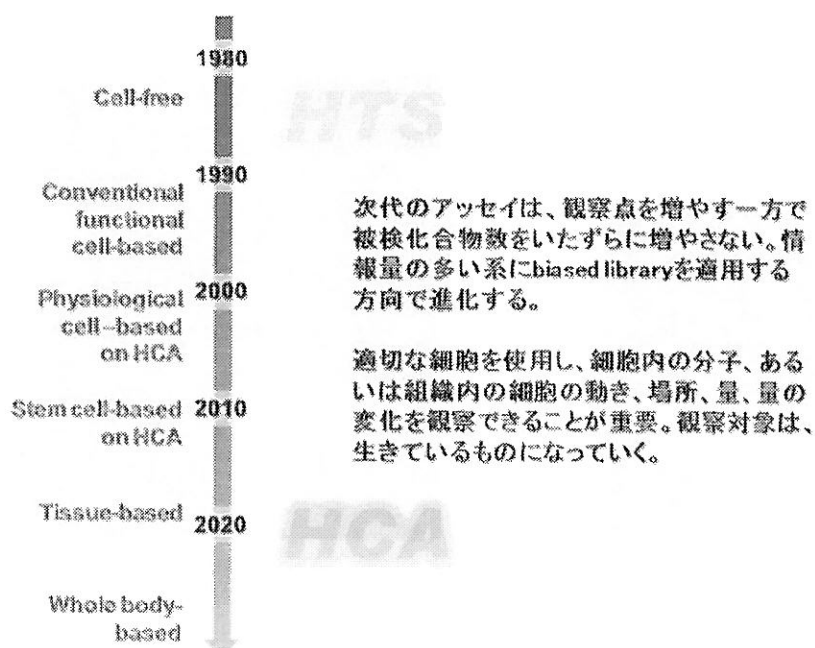 1980
Cell-free
HTS
1990
Conventional
functional
cell-based
次代のアッセイは、観察点を増やす一方で
被検化合物数をいたずらに増やさない。情
報量の多い系にbiased libraryを適用する
方向で進化する。
2000
Physiological
cell–based
on HCA
適切な細胞を使用し、細胞内の分子、ある
いは組織内の細胞の動き、場所、量、量の
変化を観察できることが重要。観察対象は、
生きているものになっていく。
2010
Stem cell-based
on HCA
Tissue-based
2020
HCA
Whole body-
based